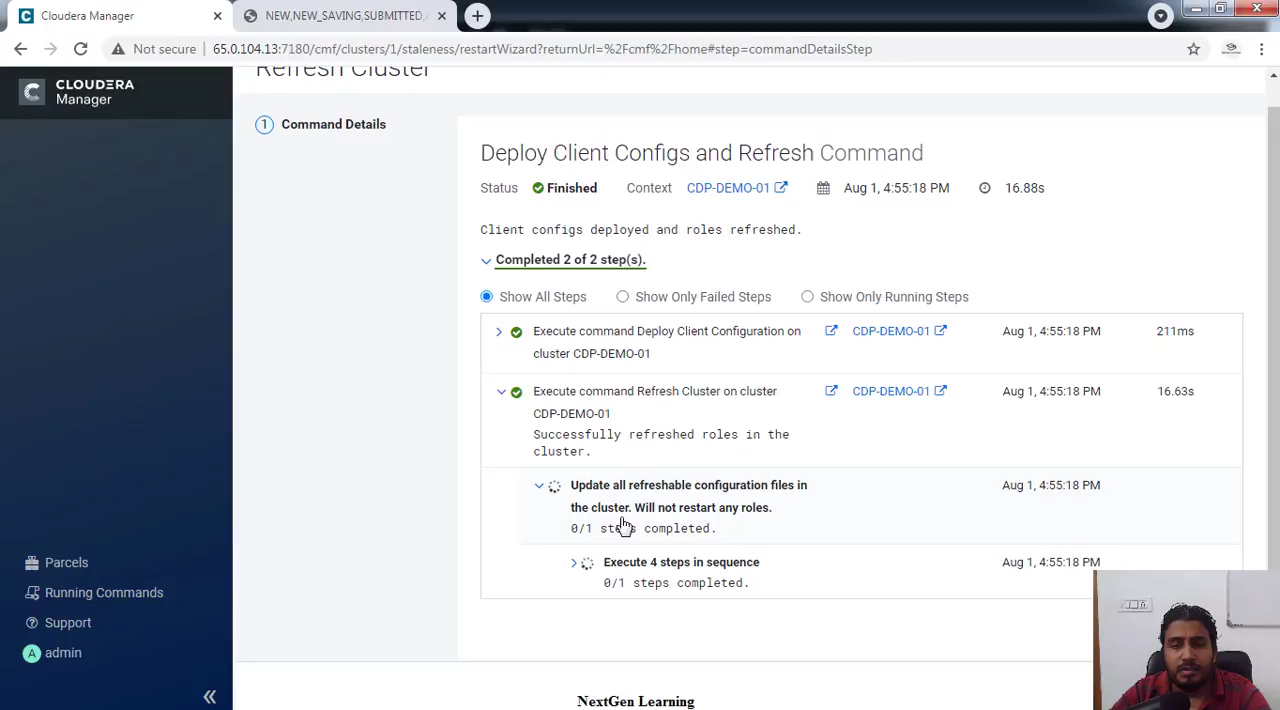 Cloudera Manager
NEW,NEW_SAVING,SUBMITTED,
Not secure
65.0.104.13:7180/cmf/clusters/1/staleness/restartWizard?returnUrl=%2Fcmf%2Fhome#step=commandDetailsStep
CLOUDERA
Manager
Refresh Cluster
1 Command Details
Deploy Client Configs and Refresh Command
Status Finished Context CDP-DEMO-01 Aug 1, 4:55:18 PM 16.88s
Client configs deployed and roles refreshed.
Completed 2 of 2 step(s).
Show All Steps Show Only Failed Steps Show Only Running Steps
Execute command Deploy Client Configuration on CDP-DEMO-01 Aug 1, 4:55:18 PM 211ms
cluster CDP-DEMO-01
Execute command Refresh Cluster on cluster CDP-DEMO-01 Aug 1, 4:55:18 PM 16.63s
CDP-DEMO-01
Successfully refreshed roles in the
cluster.
Update all refreshable configuration files in Aug 1, 4:55:18 PM
the cluster. Will not restart any roles.
0/1 steps completed.
Execute 4 steps in sequence Aug 1, 4:55:18 PM
0/1 steps completed.
Parcels
Running Commands
Support
A admin
NextGen Learning